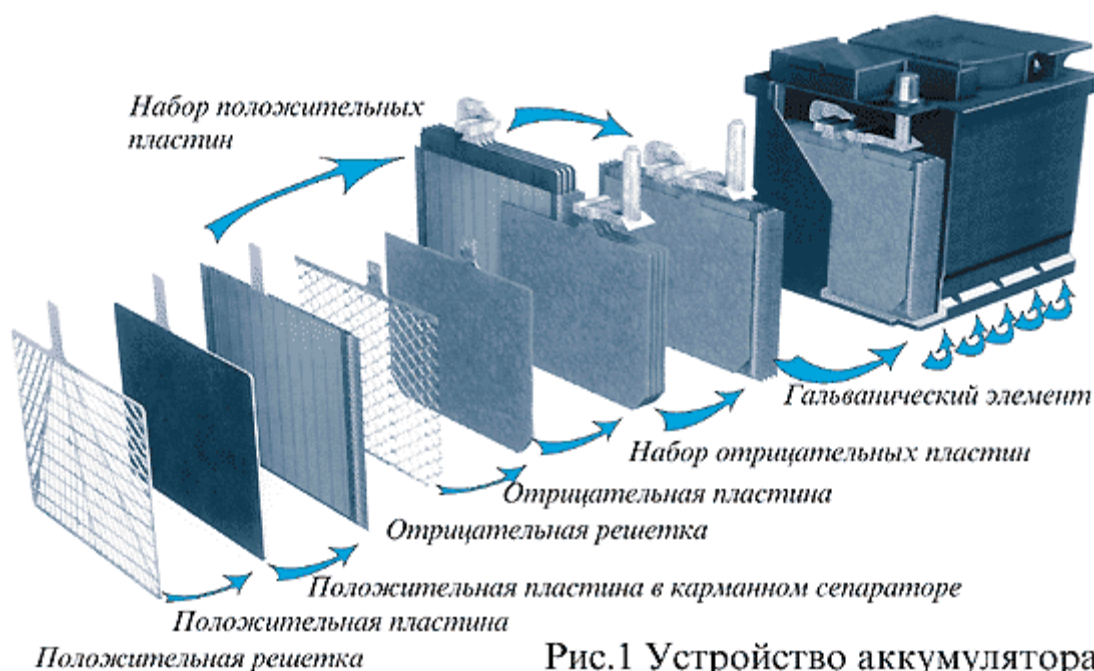 Набор положительных
пластин
Гальванический элемент
Набор отрицательных пластин
Отрицательная пластина
Отрицательная решетка
Положительная пластина в карманном сепараторе
Положительная пластина
Положительная решетка
Рис.1 Устройство аккумулятора